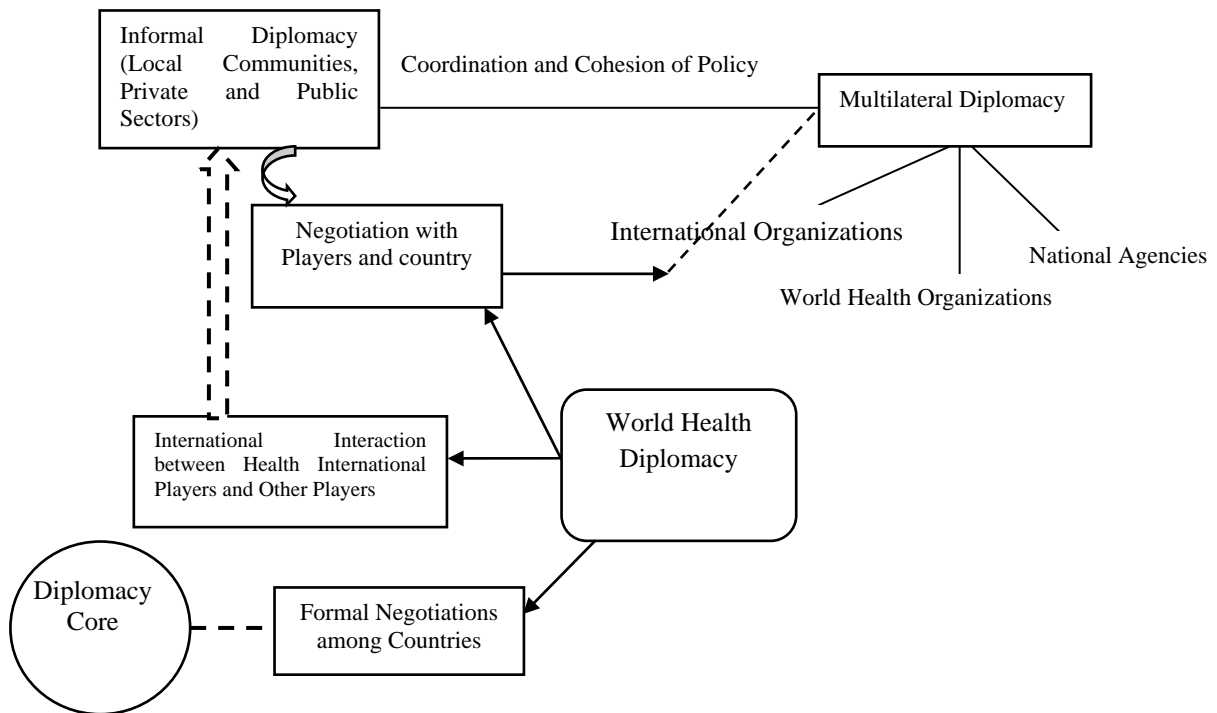 Informal Diplomacy
(Local Communities,
Private and Public
Sectors)
Coordination and Cohesion of Policy
Multilateral Diplomacy
Negotiation with
Players and country
International Organizations
National Agencies
World Health Organizations
World Health
Diplomacy
International Interaction
between Health International
Players and Other Players
Diplomacy
Core
Formal Negotiations
among Countries